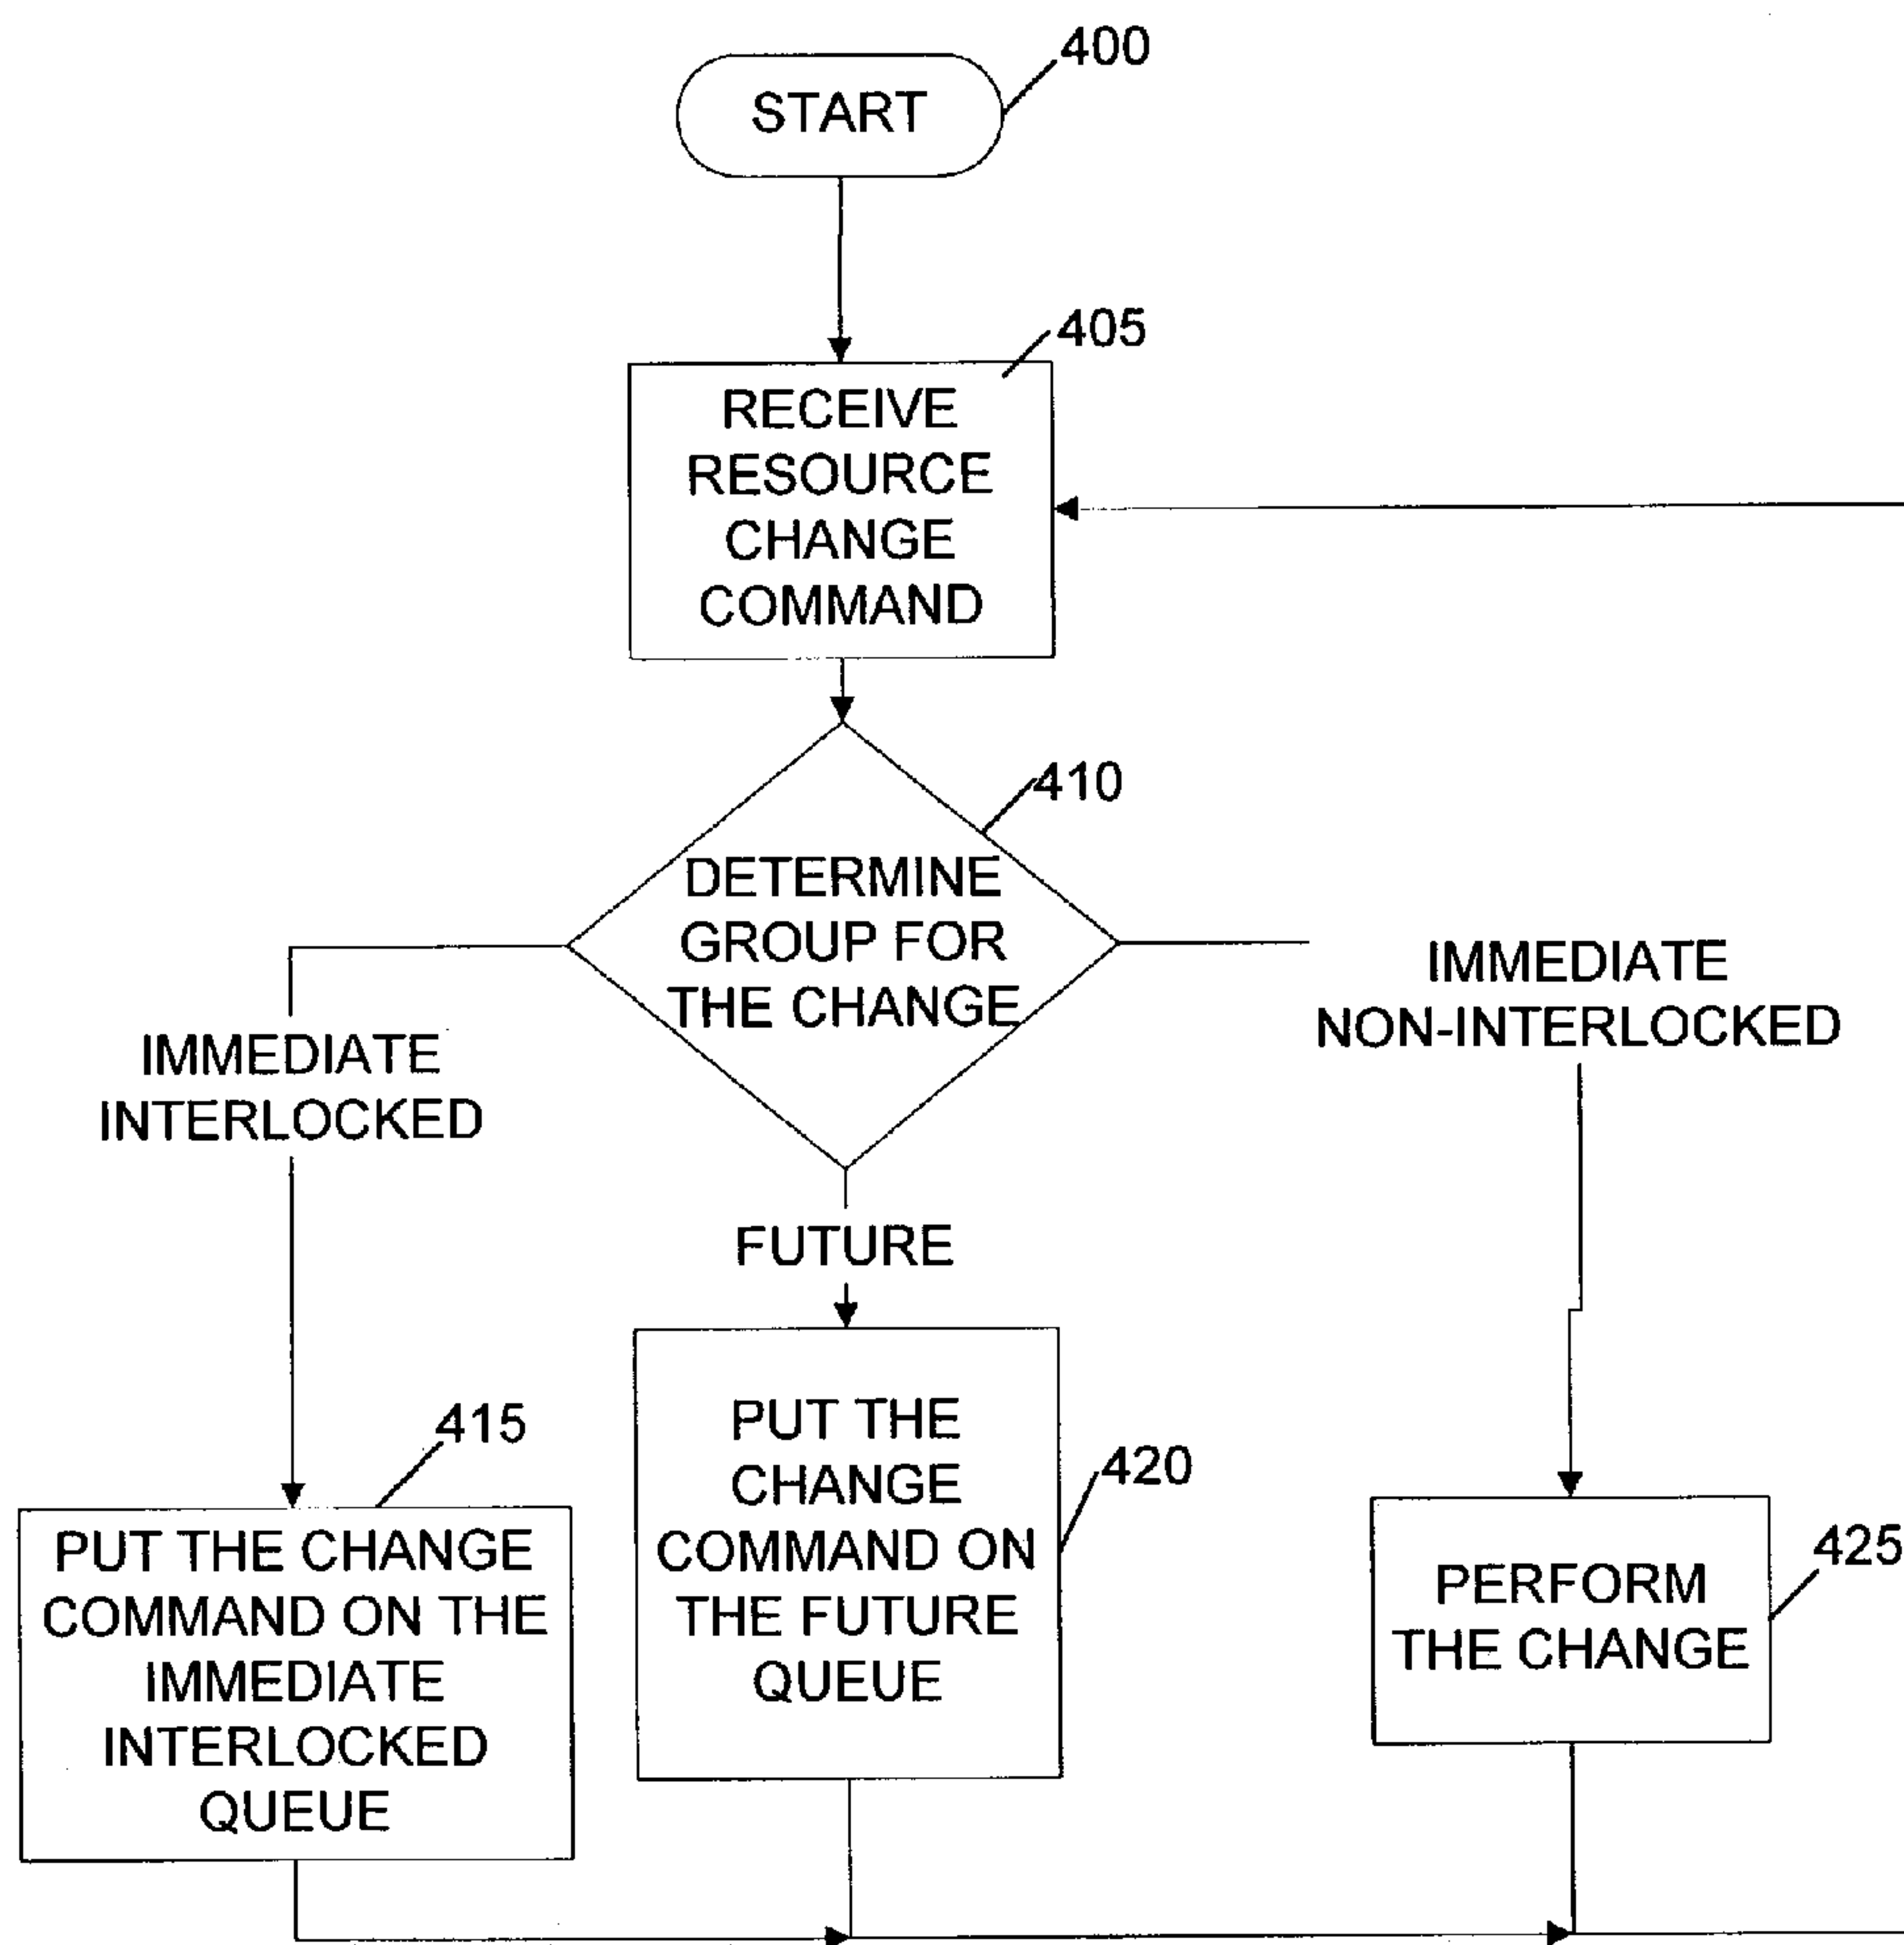 START
400
RECEIVE
RESOURCE
CHANGE
COMMAND
405
DETERMINE
GROUP FOR
THE CHANGE
410
IMMEDIATE
INTERLOCKED
FUTURE
IMMEDIATE
NON-INTERLOCKED
PUT THE CHANGE
COMMAND ON THE
IMMEDIATE
INTERLOCKED
QUEUE
415
PUT THE
CHANGE
COMMAND ON
THE FUTURE
QUEUE
420
PERFORM
THE CHANGE
425